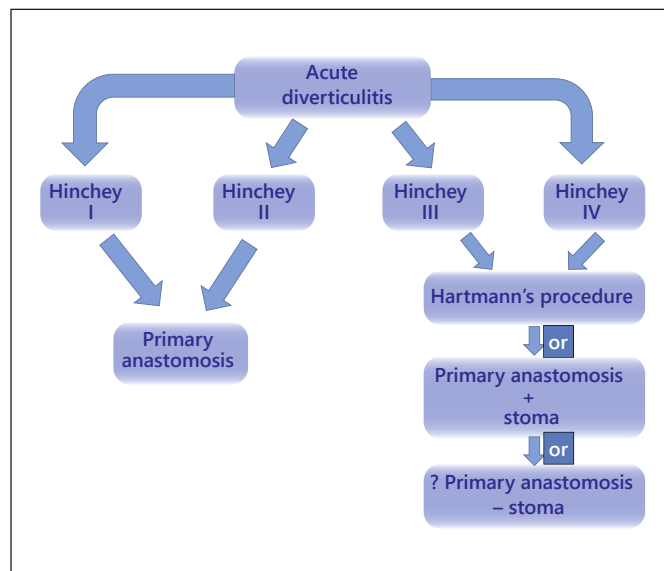 Acute
diverticulitis
Hinchey
I
Hinchey
II
Hinchey
III
Hinchey
IV
Primary
anastomosis
Hartmann's procedure
or
Primary anastomosis
+
stoma
or
? Primary anastomosis
– stoma